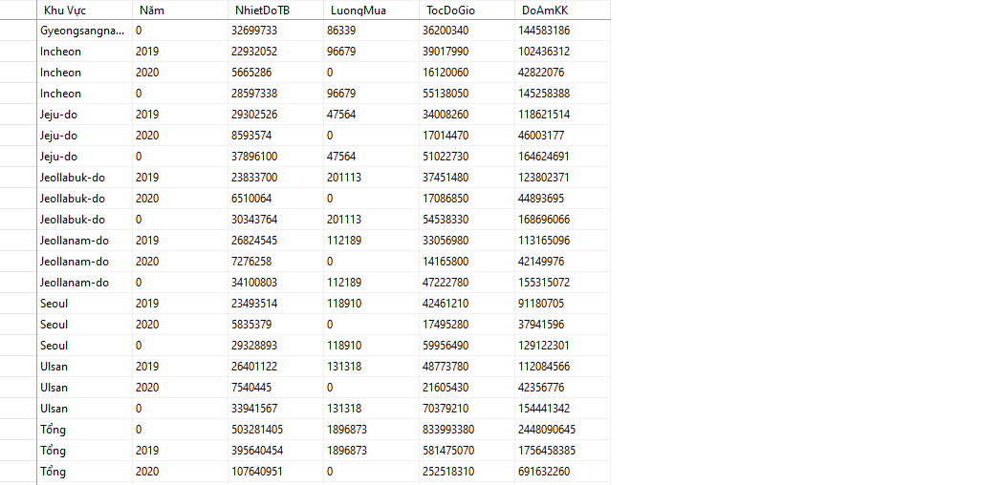 Khu Vực Năm NhietDoTB LuongMua TocDoGio DoAmKK
Gyeongsangna... 0 32699733 86339 36200340 144583186
Incheon 2019 22932052 96679 39017990 102436312
Incheon 2020 5665286 0 16120060 42822076
Incheon 0 28597338 96679 55138050 145258388
Jeju-do 2019 29302526 47564 34008260 118621514
Jeju-do 2020 8593574 0 17014470 46003177
Jeju-do 0 37896100 47564 51022730 164624691
Jeollabuk-do 2019 23833700 201113 37451480 123802371
Jeollabuk-do 2020 6510064 0 17086850 44893695
Jeollabuk-do 0 30343764 201113 54538330 168696066
Jeollanam-do 2019 26824545 112189 33056980 113165096
Jeollanam-do 2020 7276258 0 14165800 42149976
Jeollanam-do 0 34100803 112189 47222780 155315072
Seoul 2019 23493514 118910 42461210 91180705
Seoul 2020 5835379 0 17495280 37941596
Seoul 0 29328893 118910 59956490 129122301
Ulsan 2019 26401122 131318 48773780 112084566
Ulsan 2020 7540445 0 21605430 42356776
Ulsan 0 33941567 131318 70379210 154441342
Tổng 0 503281405 1896873 833993380 2448090645
Tổng 2019 395640454 1896873 581475070 1756458385
Tổng 2020 107640951 0 252518310 691632260